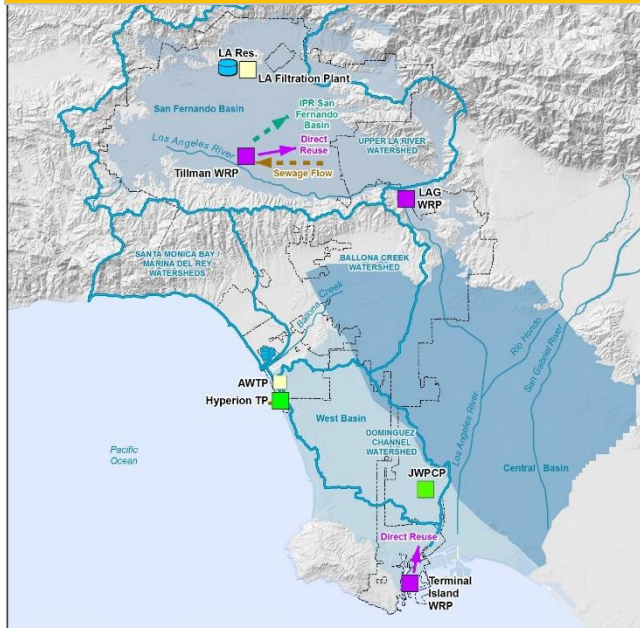 LA Res.
LA Filtration Plant
San Fernando Basin
IPR San
Fernando
Basin
Los Angeles River
Direct
Reuse
UPPER LA RIVER
WATERSHED
Tillman WRP
Sewage Flow
LAG
WRP
SANTA MONICA BAY /
MARINA DEL REY
WATERSHEDS
BALLONA CREEK
WATERSHED
Ballona Creek
Rio Hondo
San Gabriel River
Los Angeles River
AWTP
Hyperion TP
West Basin
DOMINGUEZ
CHANNEL
WATERSHED
Pacific
Ocean
JWPCP
Central Basin
Direct Reuse
Terminal
Island
WRP